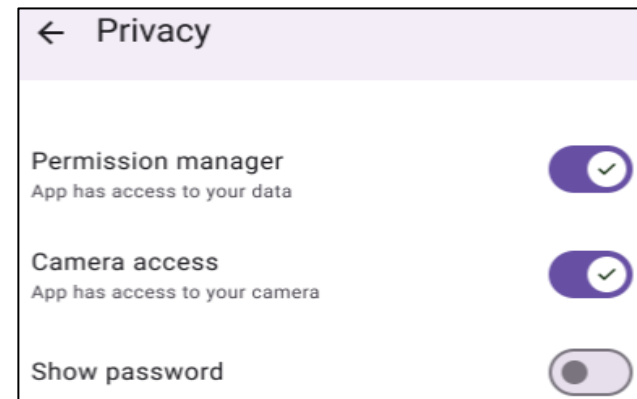 Privacy
Permission manager
App has access to your data
Camera access
App has access to your camera
Show password